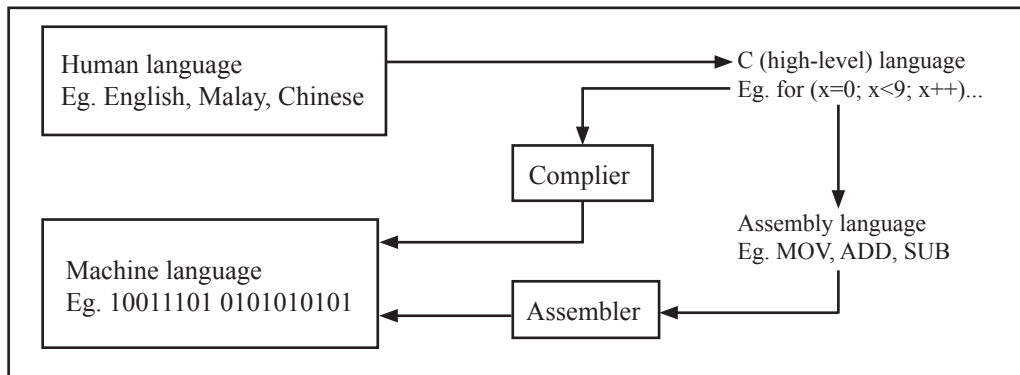 Human language
Eg. English, Malay, Chinese
C (high-level) language
Eg. for (x=0; x<9; x++)...
Complier
Assembly language
Eg. MOV, ADD, SUB
Machine language
Eg. 10011101 0101010101
Assembler